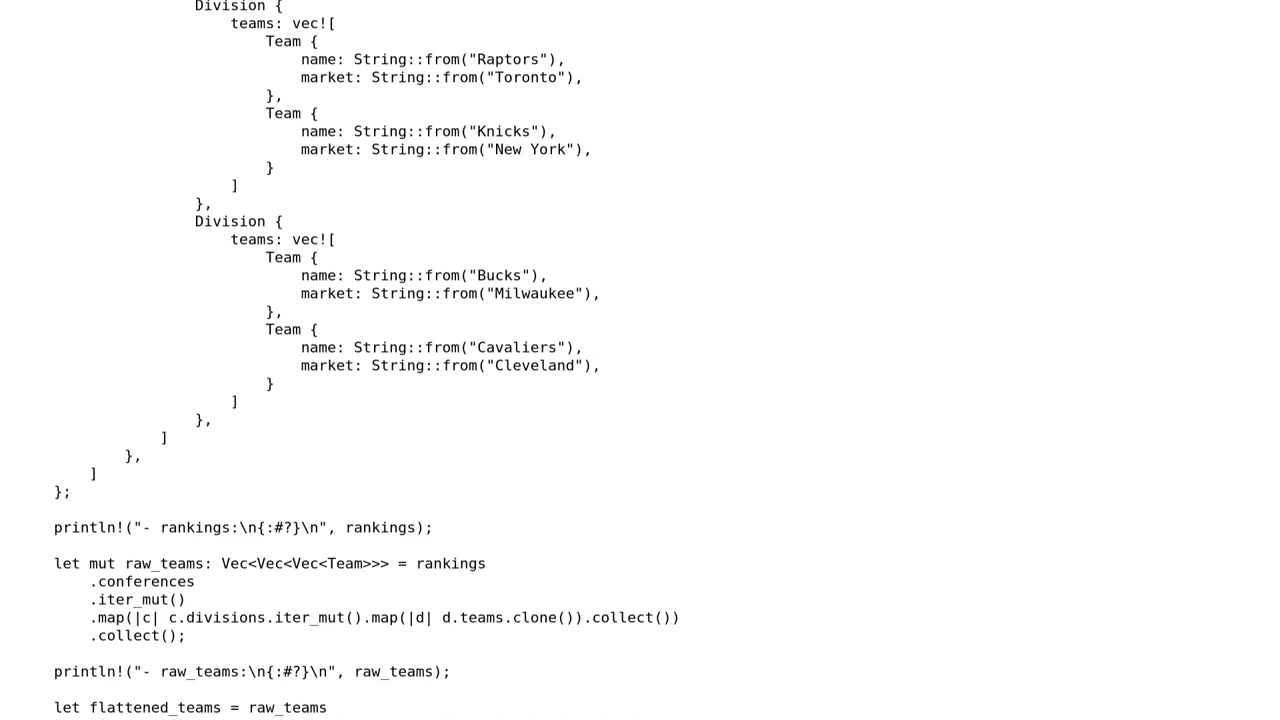 Division {
teams: vec![
Team {
name: String::from("Raptors"),
market: String::from("Toronto"),
},
Team {
name: String::from("Knicks"),
market: String::from("New York"),
}
]
},
Division {
teams: vec![
Team {
name: String::from("Bucks"),
market: String::from("Milwaukee"),
},
Team {
name: String::from("Cavaliers"),
market: String::from("Cleveland"),
}
]
},
]
},
]
};
println!("- rankings:\n{:#?}\n", rankings);
let mut raw_teams: Vec<Vec<Vec<Team>>> = rankings
.conferences
.iter_mut()
.map(|c| c.divisions.iter_mut().map(|d| d.teams.clone()).collect())
.collect();
println!("- raw_teams:\n{:#?}\n", raw_teams);
let flattened_teams = raw_teams